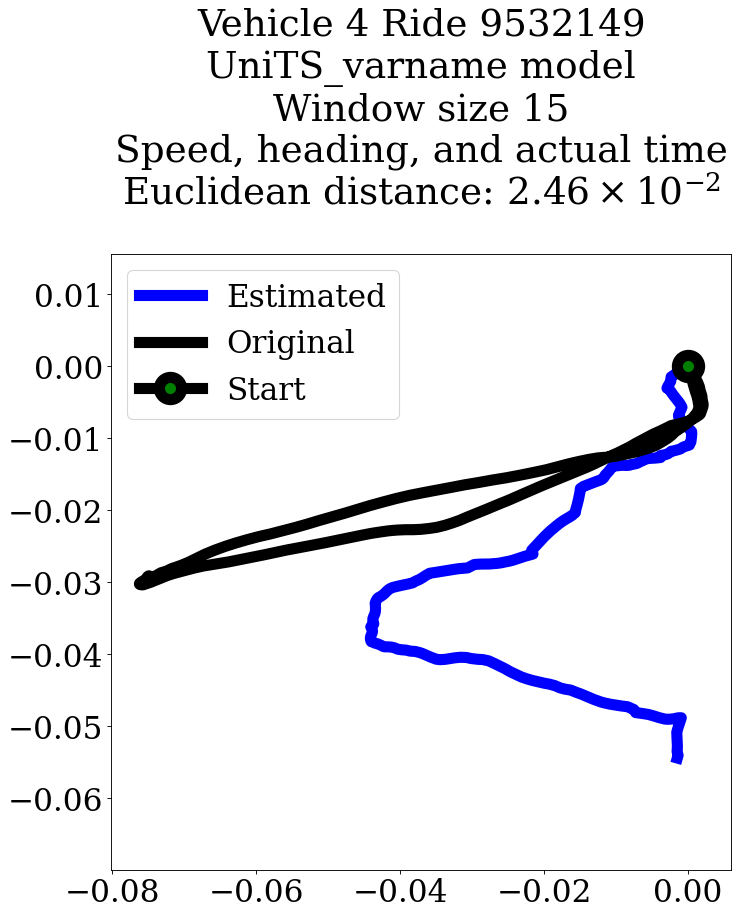 Vehicle 4 Ride 9532149
UniTS_varname model
Window size 15
Speed, heading, and actual time
Euclidean distance: 2.46 × 10⁻²
Estimated
Original
Start
0.01
0.00
−0.01
−0.02
−0.03
−0.04
−0.05
−0.06
−0.08 −0.06 −0.04 −0.02 0.00